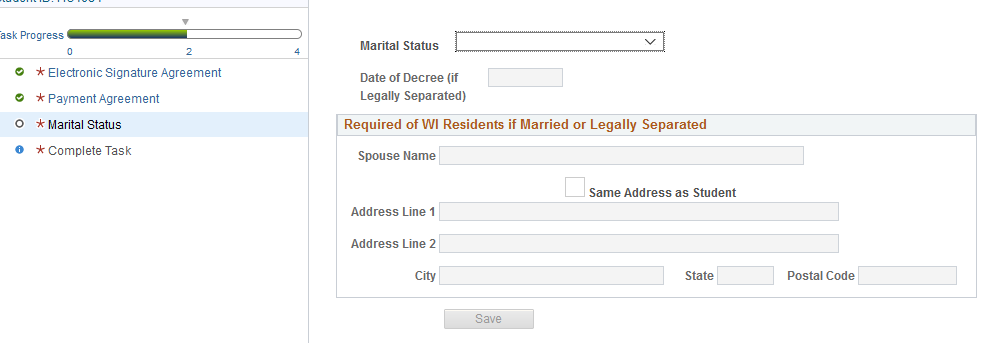 Task Progress
0 2 4
Electronic Signature Agreement
Payment Agreement
Marital Status
Complete Task
Marital Status
Date of Decree (if
Legally Separated)
Required of WI Residents if Married or Legally Separated
Spouse Name
Same Address as Student
Address Line 1
Address Line 2
City State Postal Code
Save